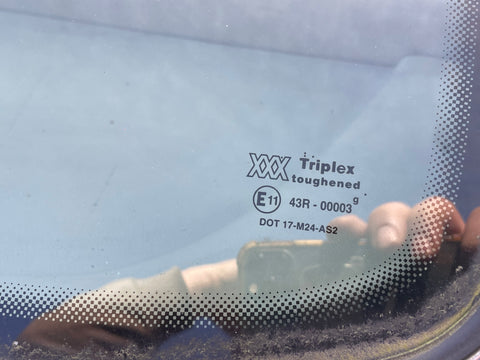 XXX Triplex
toughened
E11 43R - 00003 g
DOT 17-M24-AS2